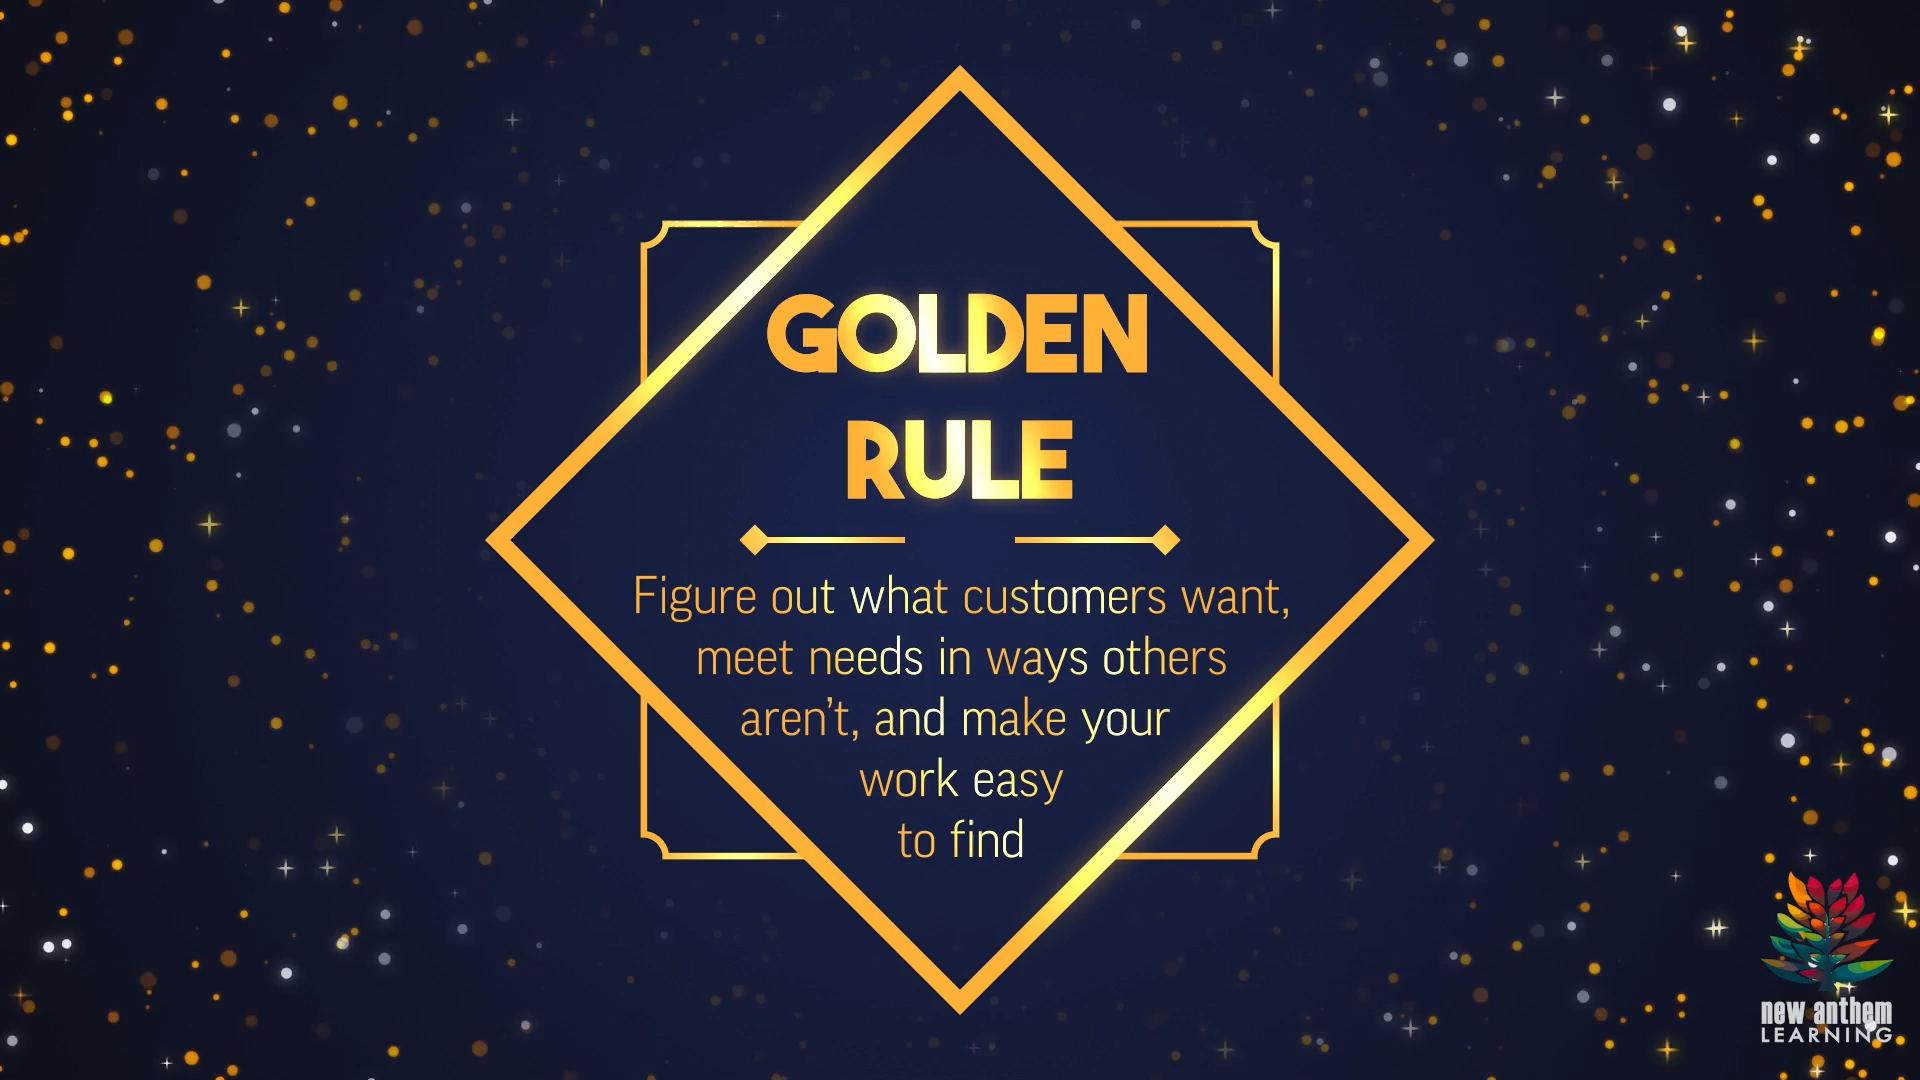 GOLDEN
RULE
Figure out what customers want,
meet needs in ways others
aren't, and make your
work easy
to find
new anthem
LEARNING